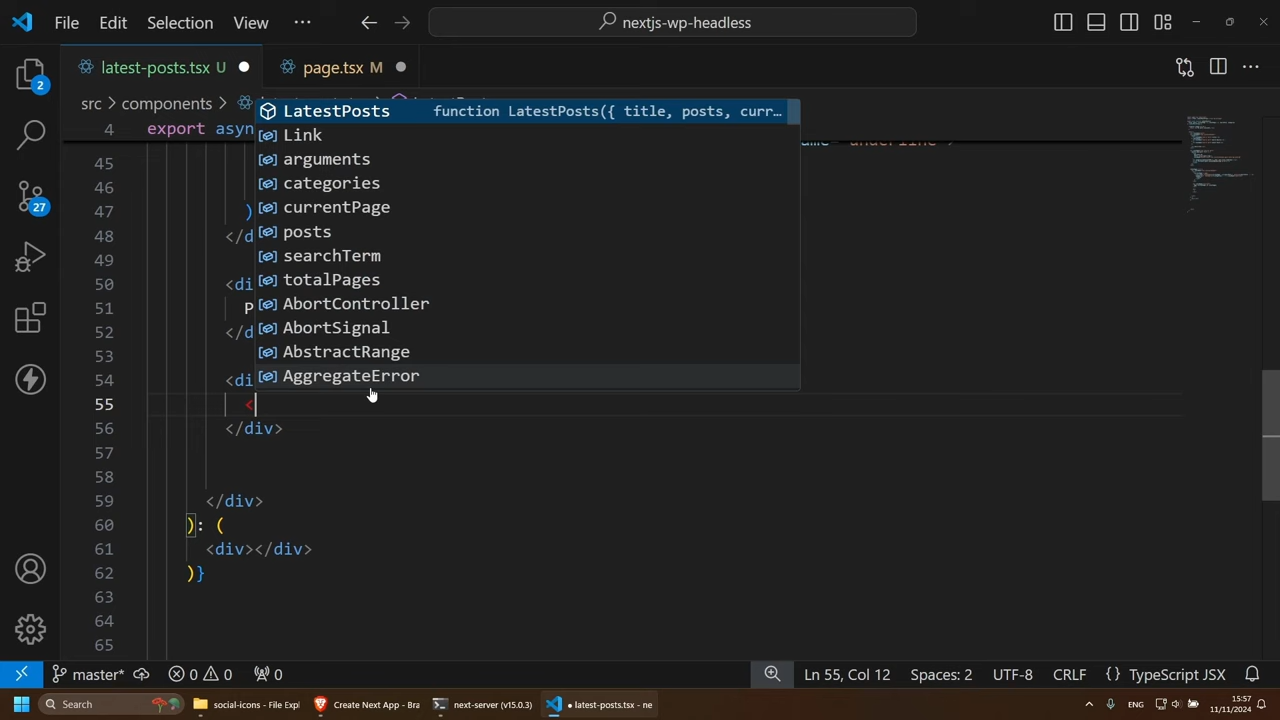 File Edit Selection View ··· nextjs-wp-headless
latest-posts.tsx U page.tsx M
src > components >
4 export asyn
LatestPosts function LatestPosts({ title, posts, curr…
Link
arguments
categories
currentPage
posts
searchTerm
totalPages
AbortController
AbortSignal
AbstractRange
AggregateError
45
46
47 )
48 </d
49
50 <di
51 P
52 </d
53
54 <di
55 <
56 </div>
57
58
59 </div>
60 ): (
61 <div></div>
62 )}
63
64
65
2
27
master* 0 0 0 Ln 55, Col 12 Spaces: 2 UTF-8 CRLF {} TypeScript JSX
Search social-icons - File Expl Create Next App - Bra next-server (v15.0.3) • latest-posts.tsx - ne ENG 15:57
11/11/2024